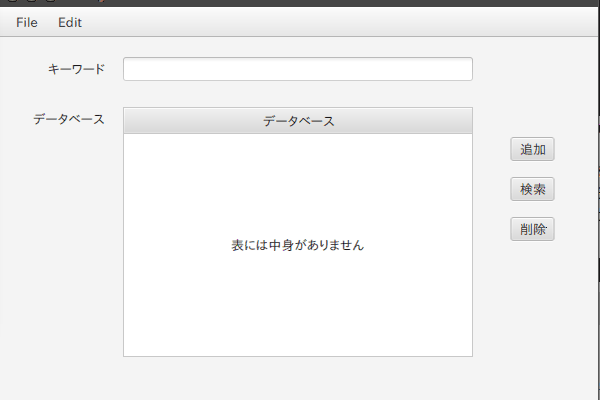 File Edit
キーワード
データベース データベース
追加
検索
削除
表には中身がありません